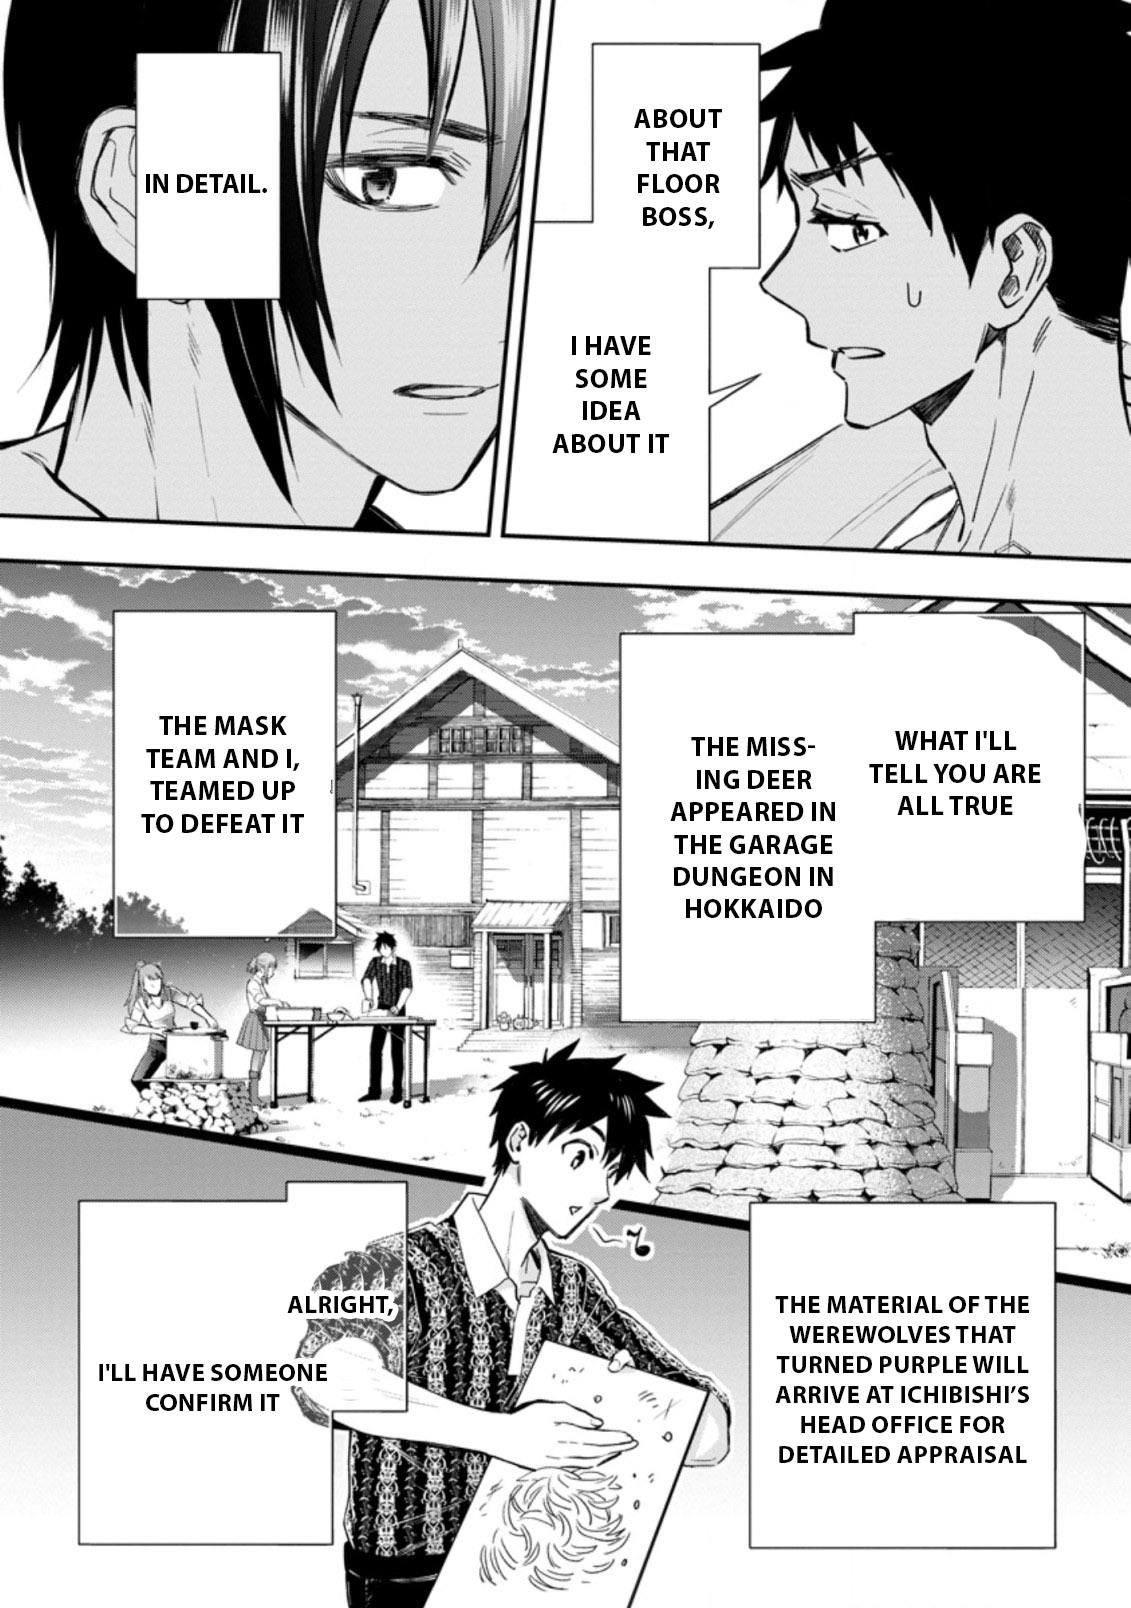 ABOUT
THAT
FLOOR
BOSS,
I HAVE
SOME
IDEA
ABOUT IT
IN DETAIL.
WHAT I'LL
TELL YOU ARE
ALL TRUE
THE MISS-
ING DEER
APPEARED IN
THE GARAGE
DUNGEON IN
HOKKAIDO
THE MASK
TEAM AND I,
TEAMED UP
TO DEFEAT IT
THE MATERIAL OF THE
WEREWOLVES THAT
TURNED PURPLE WILL
ARRIVE AT ICHIBISHI’S
HEAD OFFICE FOR
DETAILED APPRAISAL
ALRIGHT,
I'LL HAVE SOMEONE
CONFIRM IT